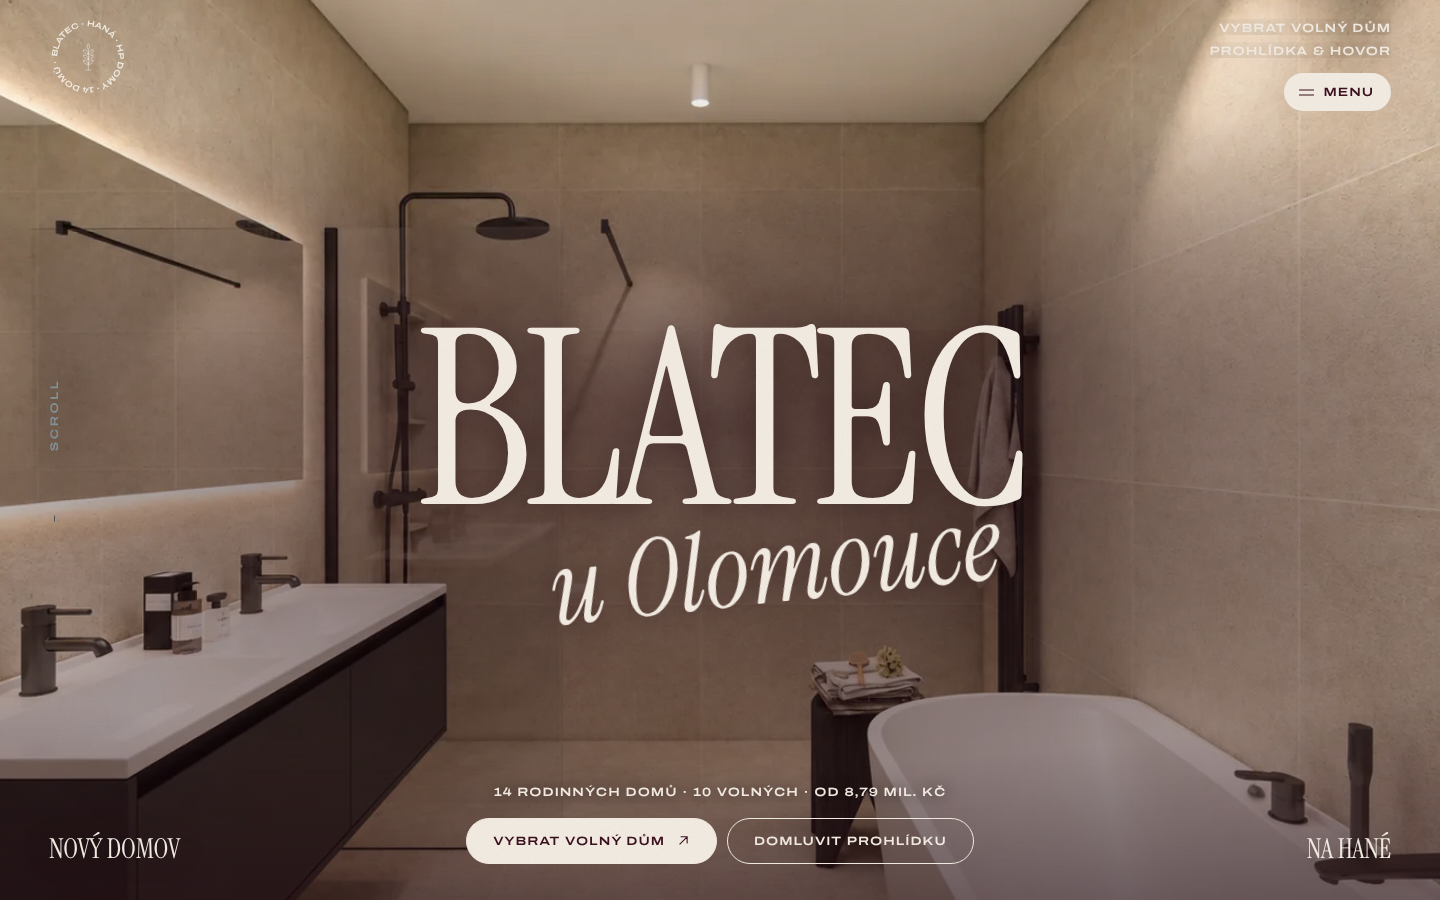 BLATEC · HANÁ · HP DOMY · 14 DOMŮ ·
VYBRAT VOLNÝ DŮM
PROHLÍDKA & HOVOR
MENU
SCROLL
BLATEC
u Olomouce
14 RODINNÝCH DOMŮ · 10 VOLNÝCH · OD 8,79 MIL. KČ
VYBRAT VOLNÝ DŮM
DOMLUVIT PROHLÍDKU
NOVÝ DOMOV
NA HANÉ